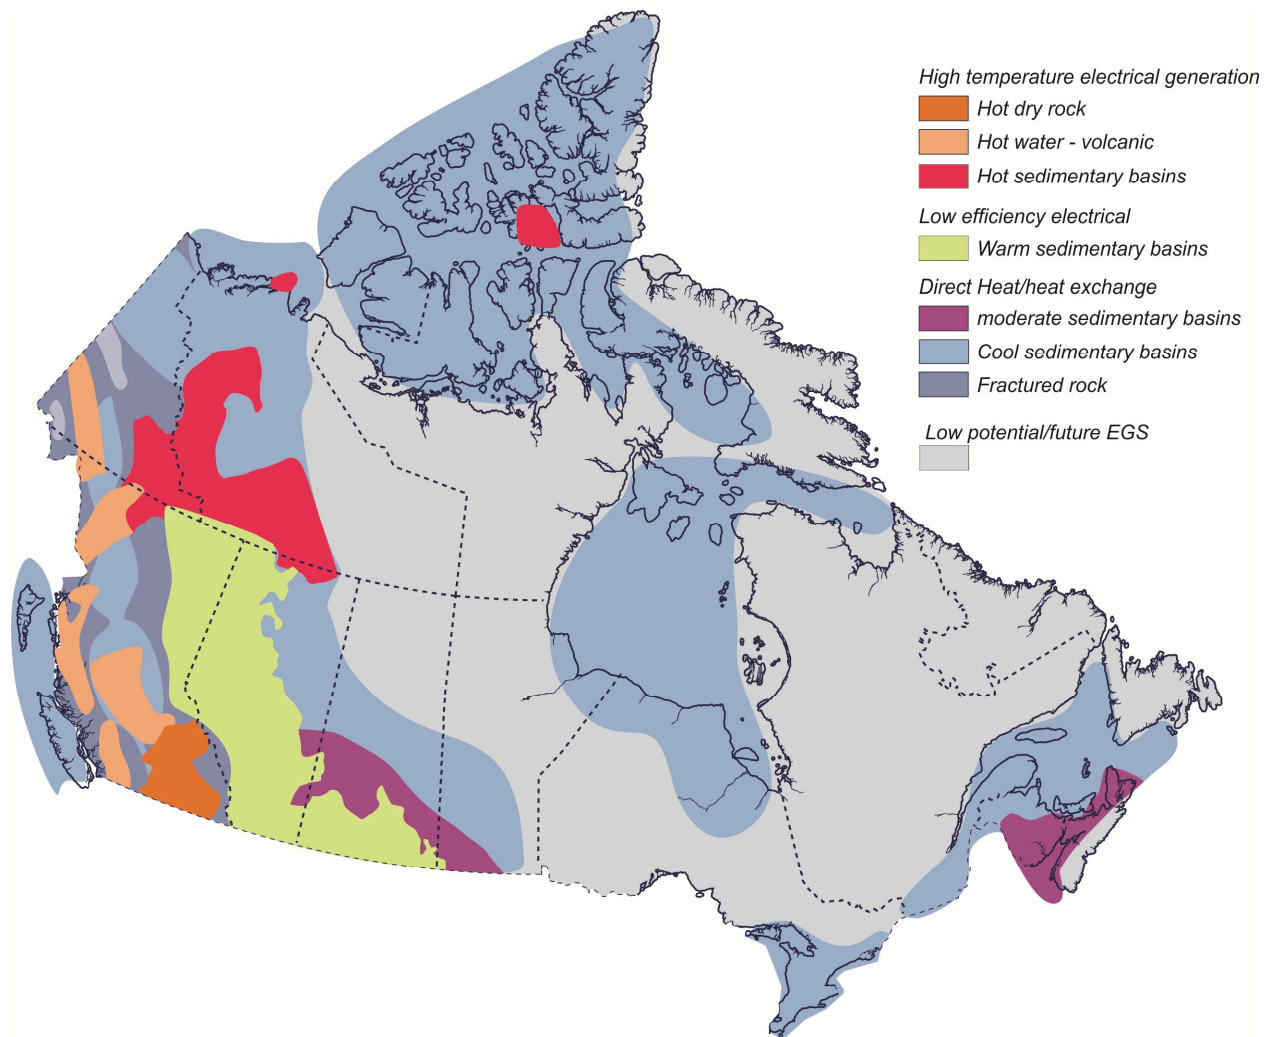 High temperature electrical generation
Hot dry rock
Hot water - volcanic
Hot sedimentary basins
Low efficiency electrical
Warm sedimentary basins
Direct Heat/heat exchange
moderate sedimentary basins
Cool sedimentary basins
Fractured rock
Low potential/future EGS